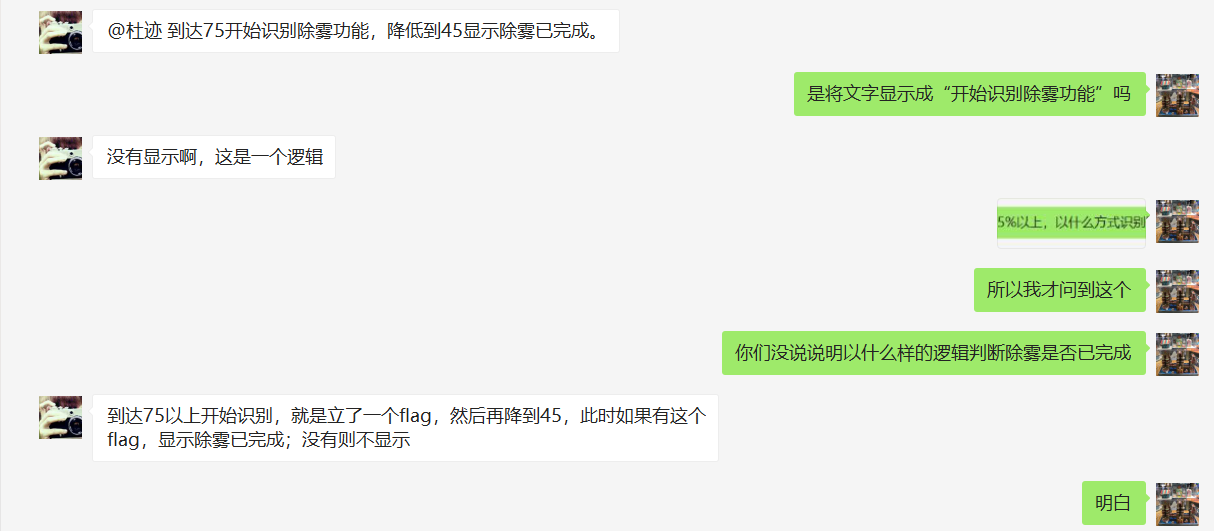 @杜迹 到达75开始识别除雾功能，降低到45显示除雾已完成。
是将文字显示成“开始识别除雾功能”吗
没有显示啊，这是一个逻辑
5%以上，以什么方式识别
所以我才问到这个
你们没说说明以什么样的逻辑判断除雾是否已完成
到达75以上开始识别，就是立了一个flag，然后再降到45，此时如果有这个
flag，显示除雾已完成；没有则不显示
明白